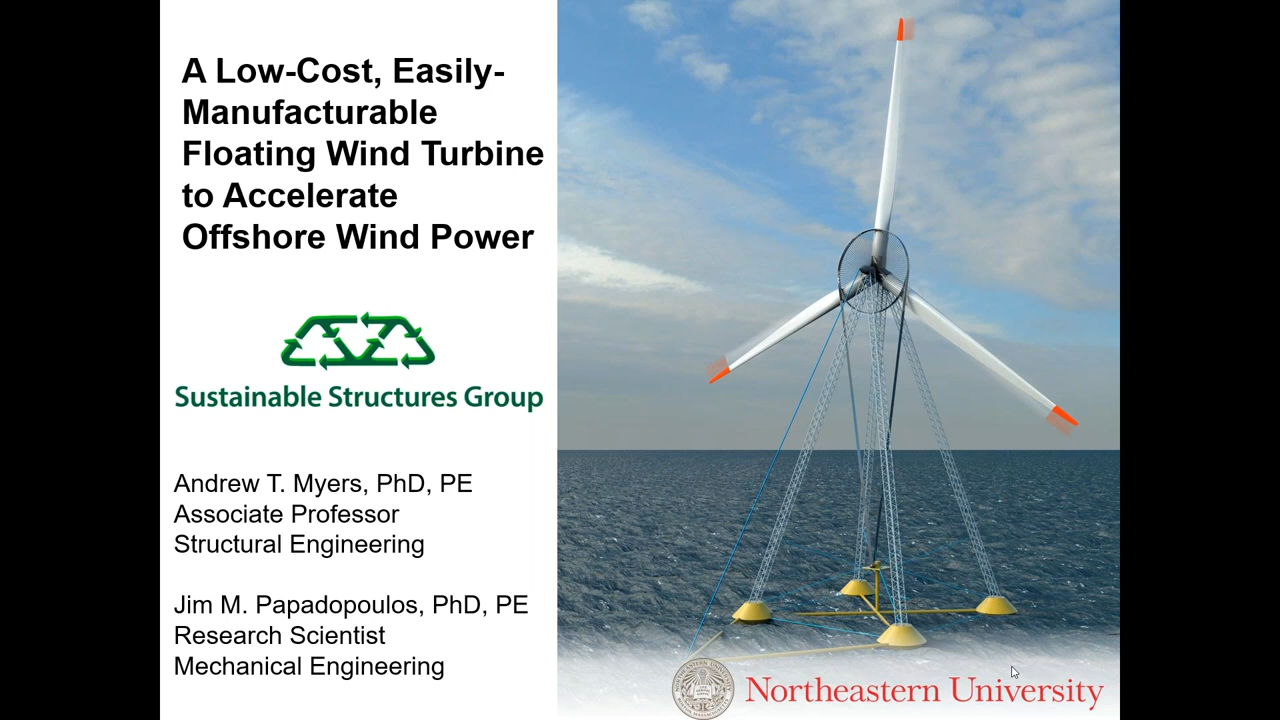 A Low-Cost, Easily-
Manufacturable
Floating Wind Turbine
to Accelerate
Offshore Wind Power
Sustainable Structures Group
Andrew T. Myers, PhD, PE
Associate Professor
Structural Engineering
Jim M. Papadopoulos, PhD, PE
Research Scientist
Mechanical Engineering
Northeastern University